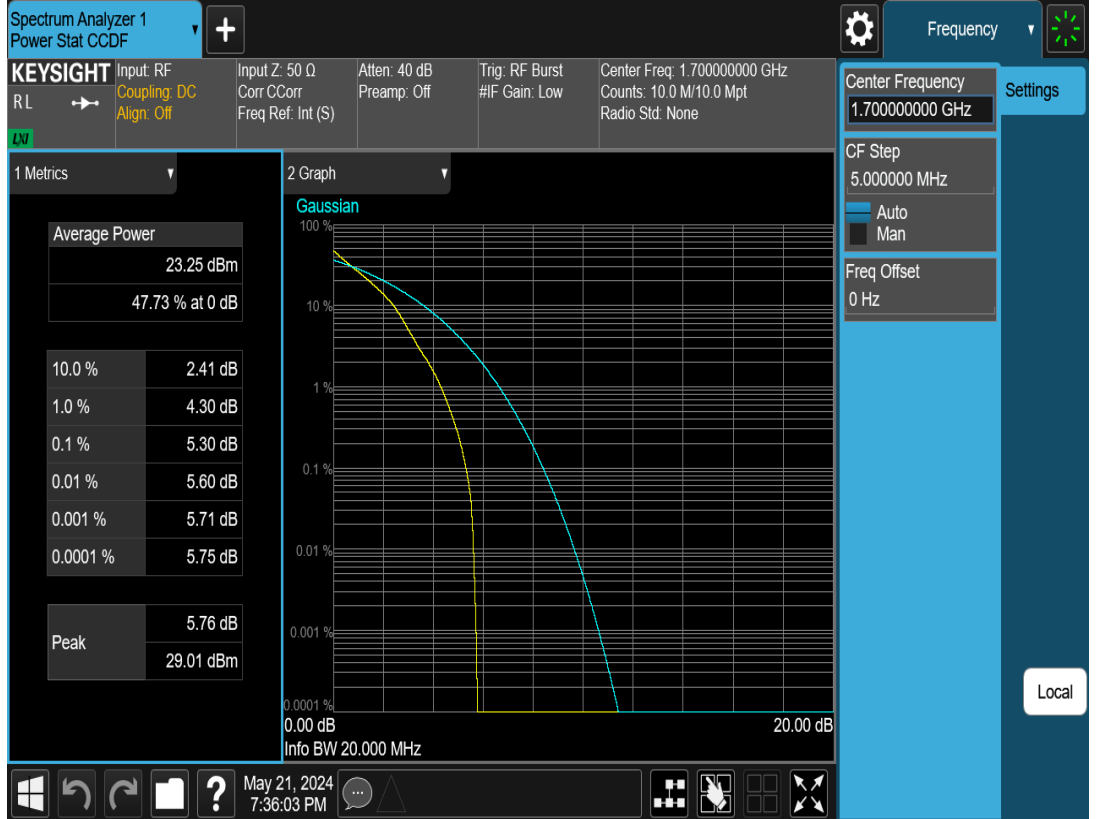 Spectrum Analyzer 1
Power Stat CCDF
+
Frequency
KEYSIGHT
RL
LXI
Input: RF
Coupling: DC
Align: Off
Input Z: 50 Ω
Corr CCorr
Freq Ref: Int (S)
Atten: 40 dB
Preamp: Off
Trig: RF Burst
#IF Gain: Low
Center Freq: 1.700000000 GHz
Counts: 10.0 M/10.0 Mpt
Radio Std: None
Center Frequency
1.700000000 GHz
Settings
CF Step
5.000000 MHz
Auto
Man
Freq Offset
0 Hz
Local
1 Metrics
Average Power
23.25 dBm
47.73 % at 0 dB
10.0 % 2.41 dB
1.0 % 4.30 dB
0.1 % 5.30 dB
0.01 % 5.60 dB
0.001 % 5.71 dB
0.0001 % 5.75 dB
Peak
5.76 dB
29.01 dBm
2 Graph
Gaussian
100 %
10 %
1 %
0.1 %
0.01 %
0.001 %
0.0001 %
0.00 dB 20.00 dB
Info BW 20.000 MHz
?
May 21, 2024
7:36:03 PM